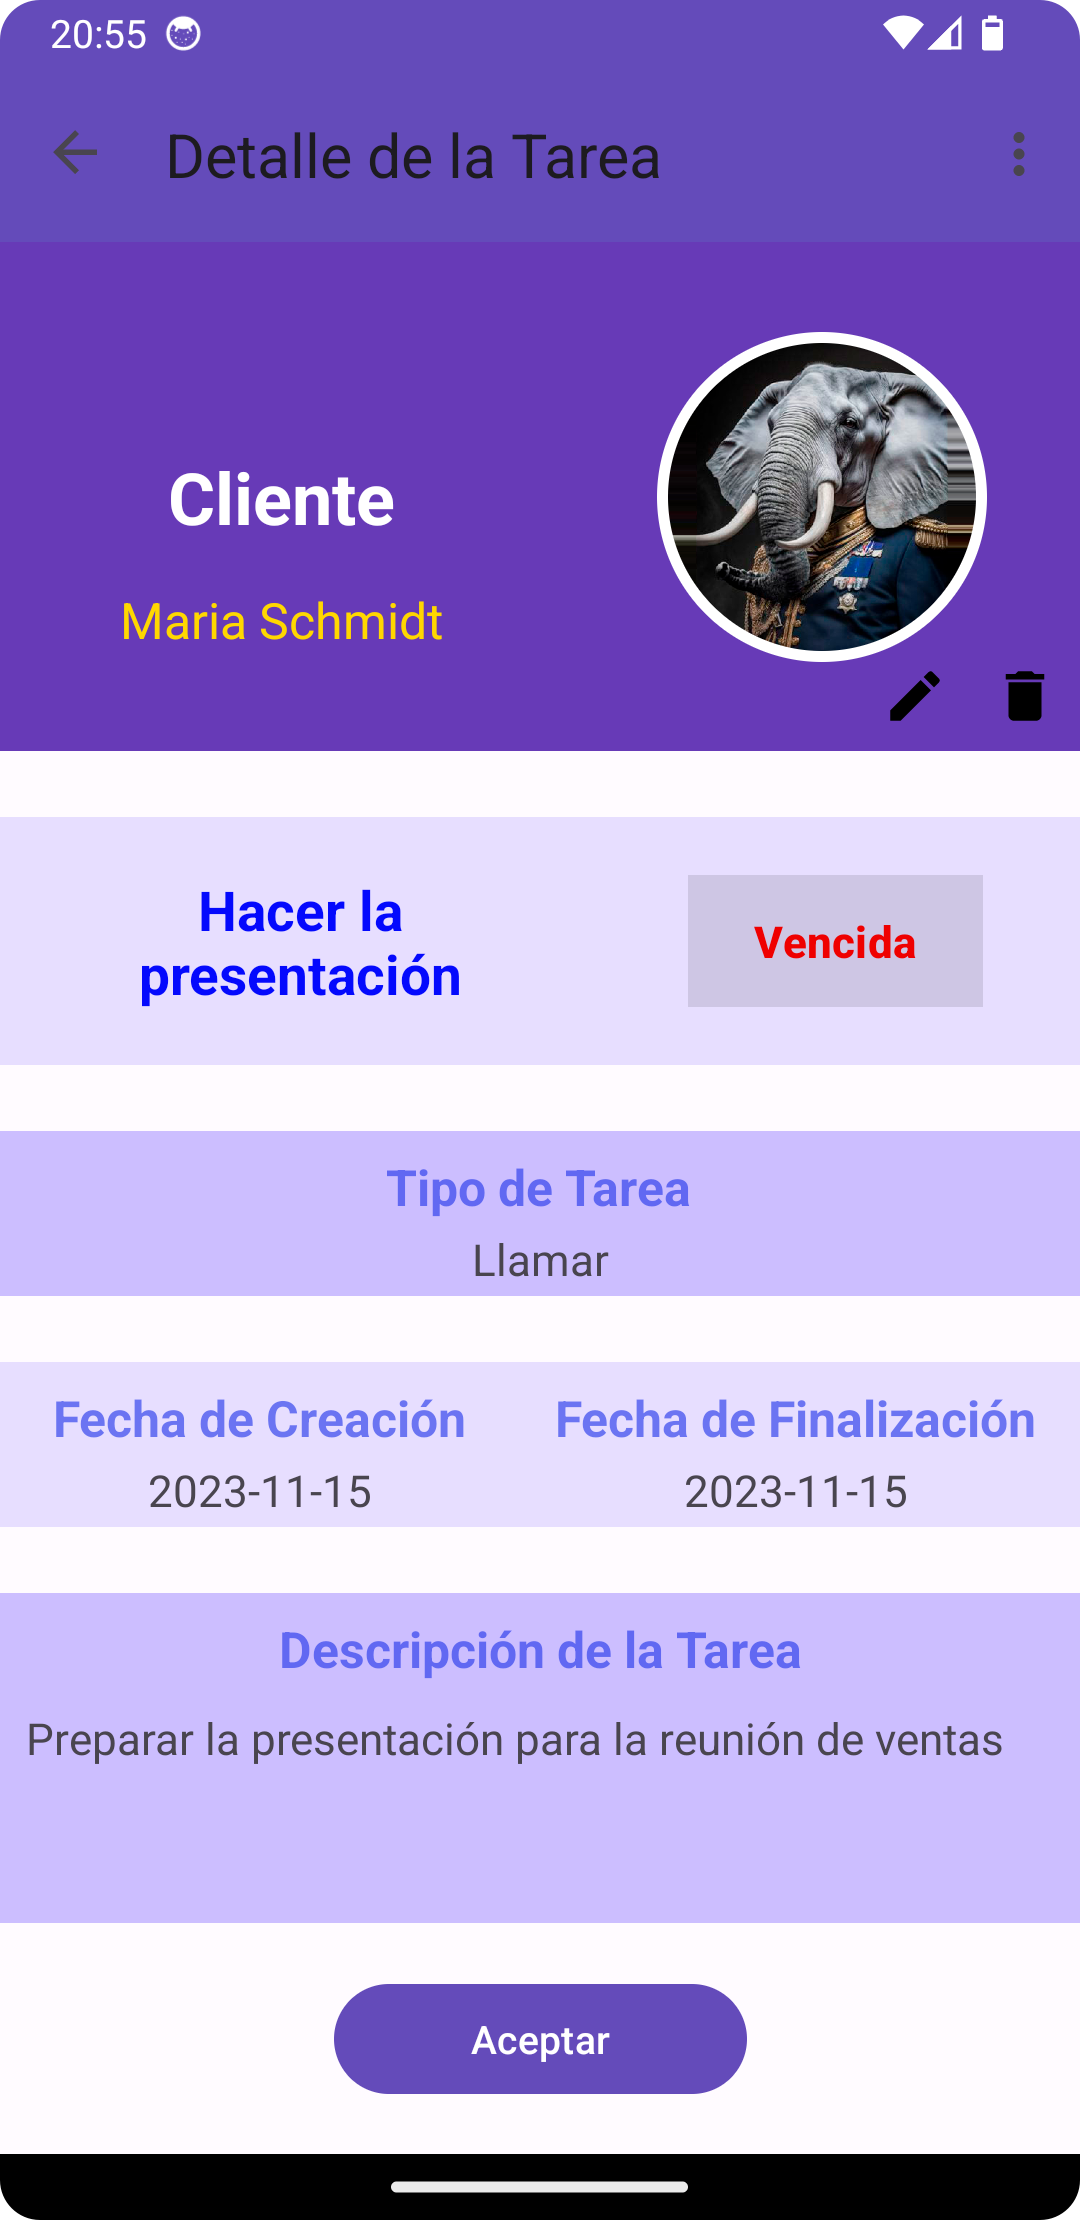 20:55
Detalle de la Tarea
Cliente
Maria Schmidt
Hacer la
presentación
Vencida
Tipo de Tarea
Llamar
Fecha de Creación
2023-11-15
Fecha de Finalización
2023-11-15
Descripción de la Tarea
Preparar la presentación para la reunión de ventas
Aceptar